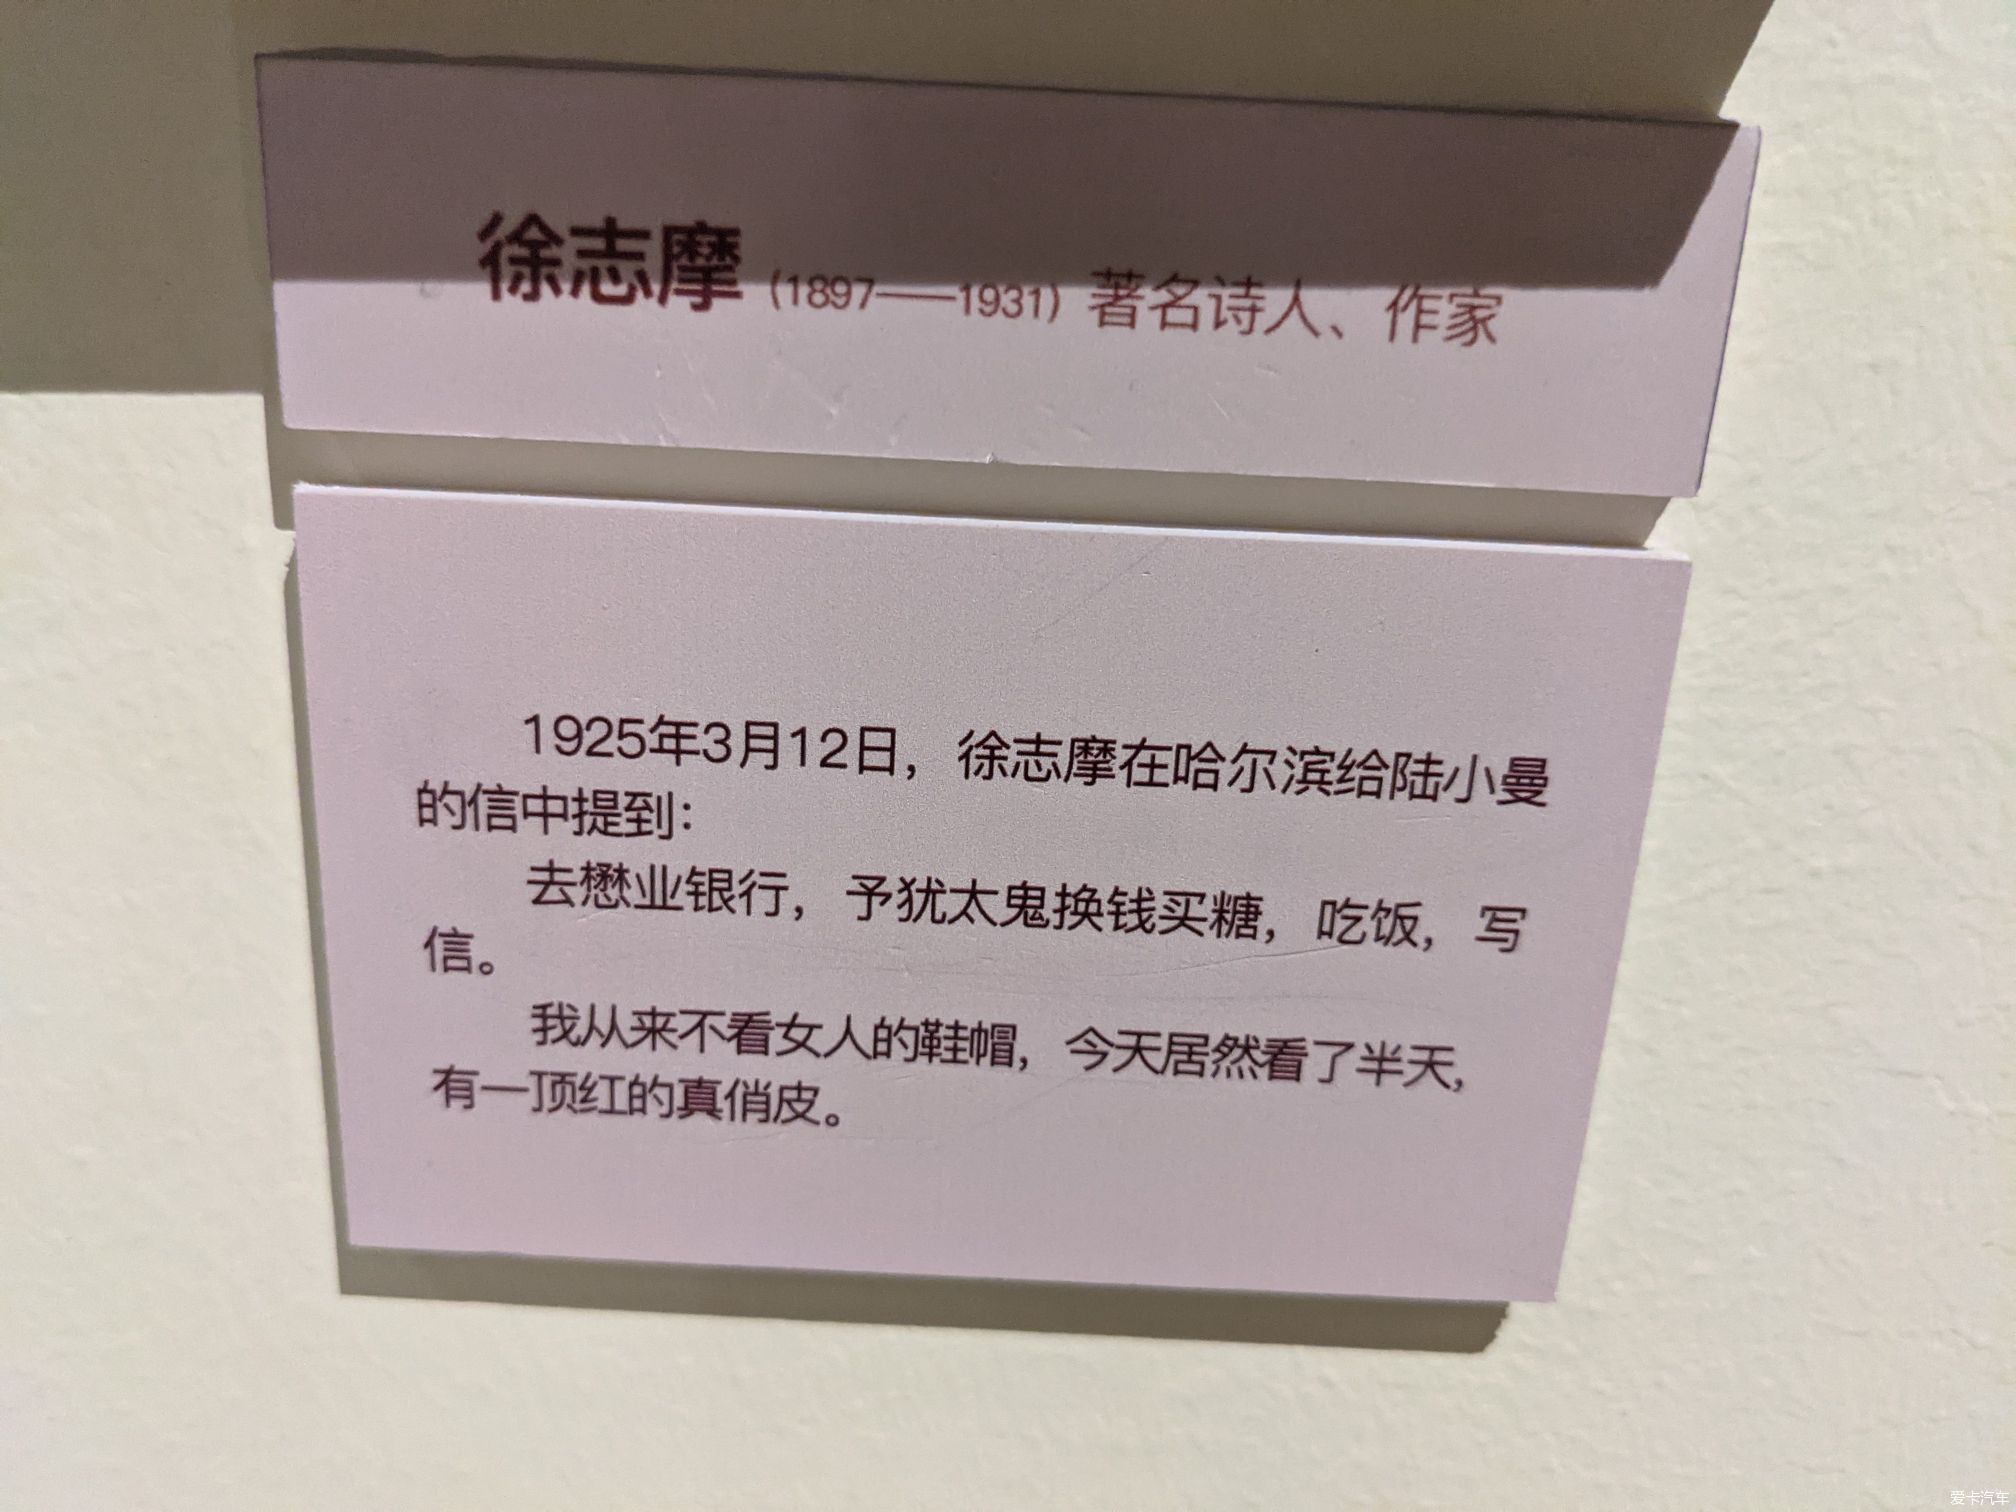 徐志摩 (1897——1931) 著名诗人、作家
1925年3月12日，徐志摩在哈尔滨给陆小曼
的信中提到：
去懋业银行，予犹太鬼换钱买糖，吃饭，写
信。
我从来不看女人的鞋帽，今天居然看了半天，
有一顶红的真俏皮。
爱卡汽车